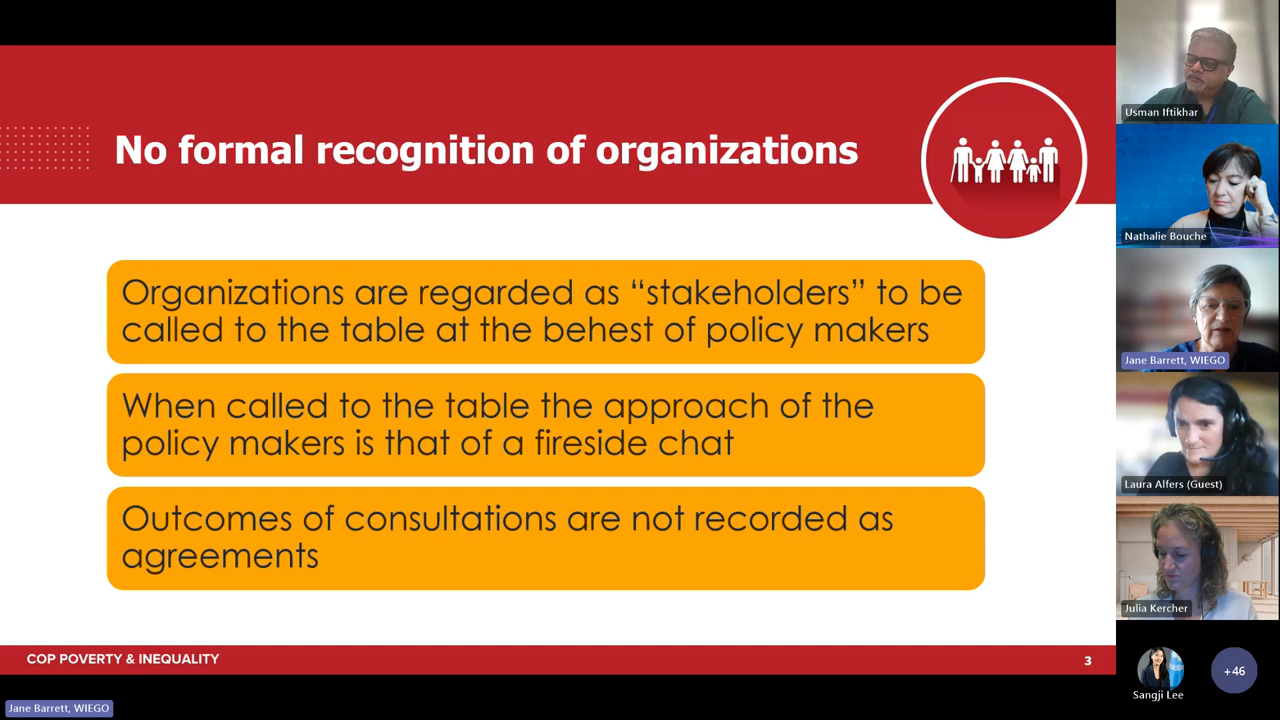 No formal recognition of organizations
Organizations are regarded as “stakeholders” to be
called to the table at the behest of policy makers
When called to the table the approach of the
policy makers is that of a fireside chat
Outcomes of consultations are not recorded as
agreements
COP POVERTY & INEQUALITY
3
Jane Barrett, WIEGO
Usman Iftikhar
Nathalie Bouche
Jane Barrett, WIEGO
Laura Alfers (Guest)
Julia Kercher
Sangji Lee
+46